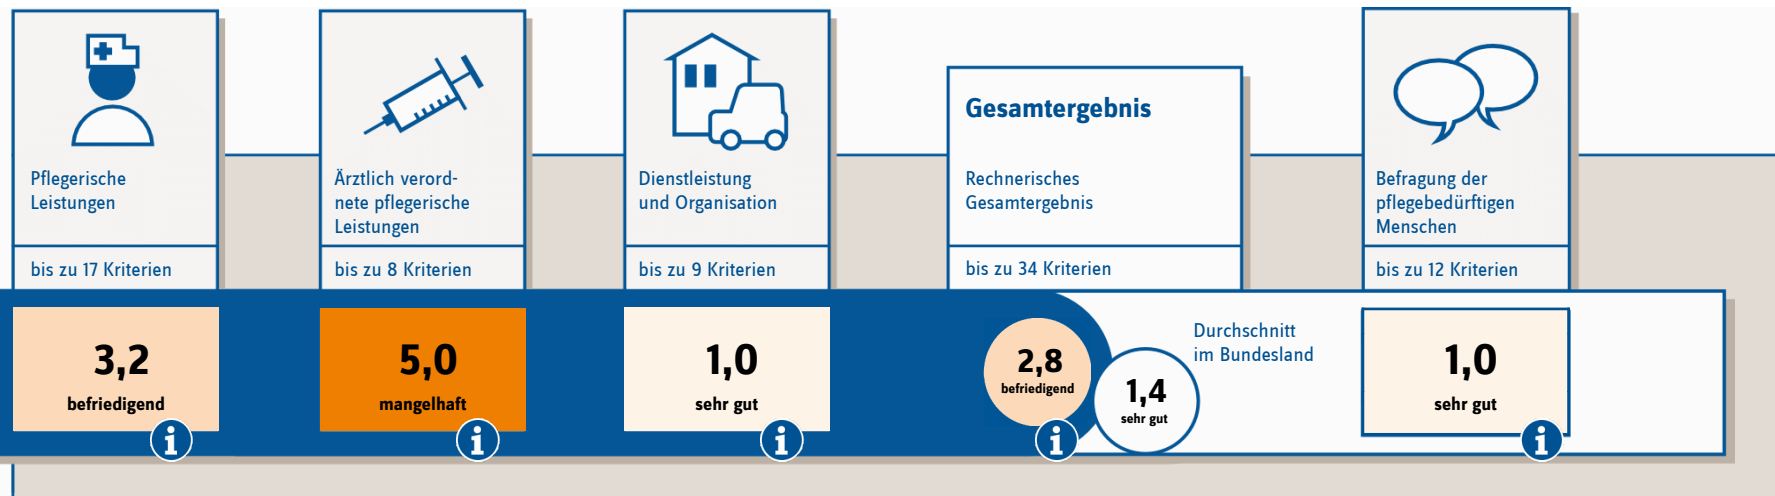 Pflegerische
Leistungen
bis zu 17 Kriterien
3,2
befriedigend
i
Ärztlich verord-
nete pflegerische
Leistungen
bis zu 8 Kriterien
5,0
mangelhaft
i
Dienstleistung
und Organisation
bis zu 9 Kriterien
1,0
sehr gut
i
Gesamtergebnis
Rechnerisches
Gesamtergebnis
bis zu 34 Kriterien
2,8
befriedigend
i
Durchschnitt
im Bundesland
1,4
sehr gut
Befragung der
pflegebedürftigen
Menschen
bis zu 12 Kriterien
1,0
sehr gut
i